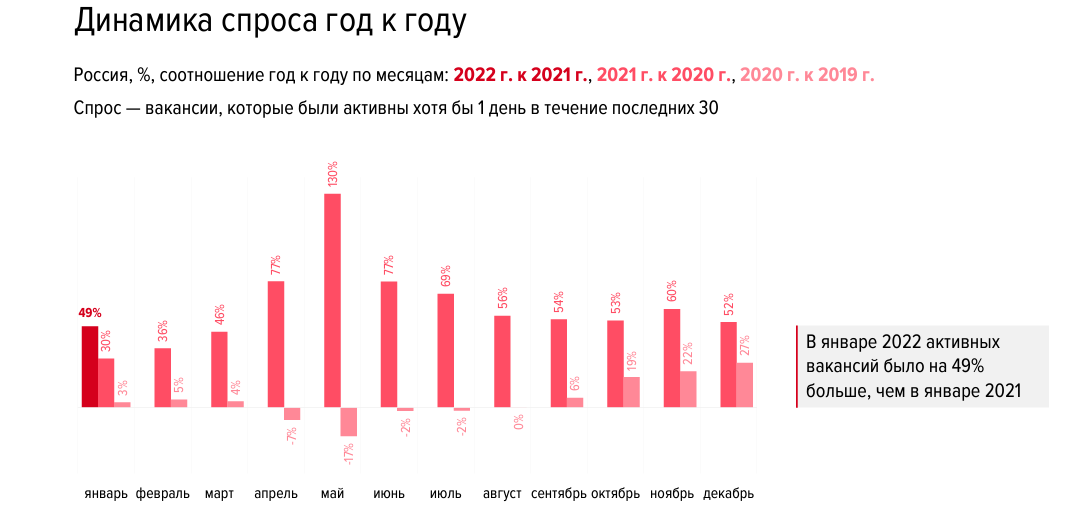 Динамика спроса год к году
Россия, %, соотношение год к году по месяцам: 2022 г. к 2021 г., 2021 г. к 2020 г., 2020 г. к 2019 г.
Спрос — вакансии, которые были активны хотя бы 1 день в течение последних 30
49% 30% 3%
36% 5%
46% 4%
77% -7%
130% -17%
77% -2%
69% -2%
56% 0%
54% 6%
53% 19%
60% 22%
52% 27%
январь февраль март апрель май июнь июль август сентябрь октябрь ноябрь декабрь
В январе 2022 активных
вакансий было на 49%
больше, чем в январе 2021